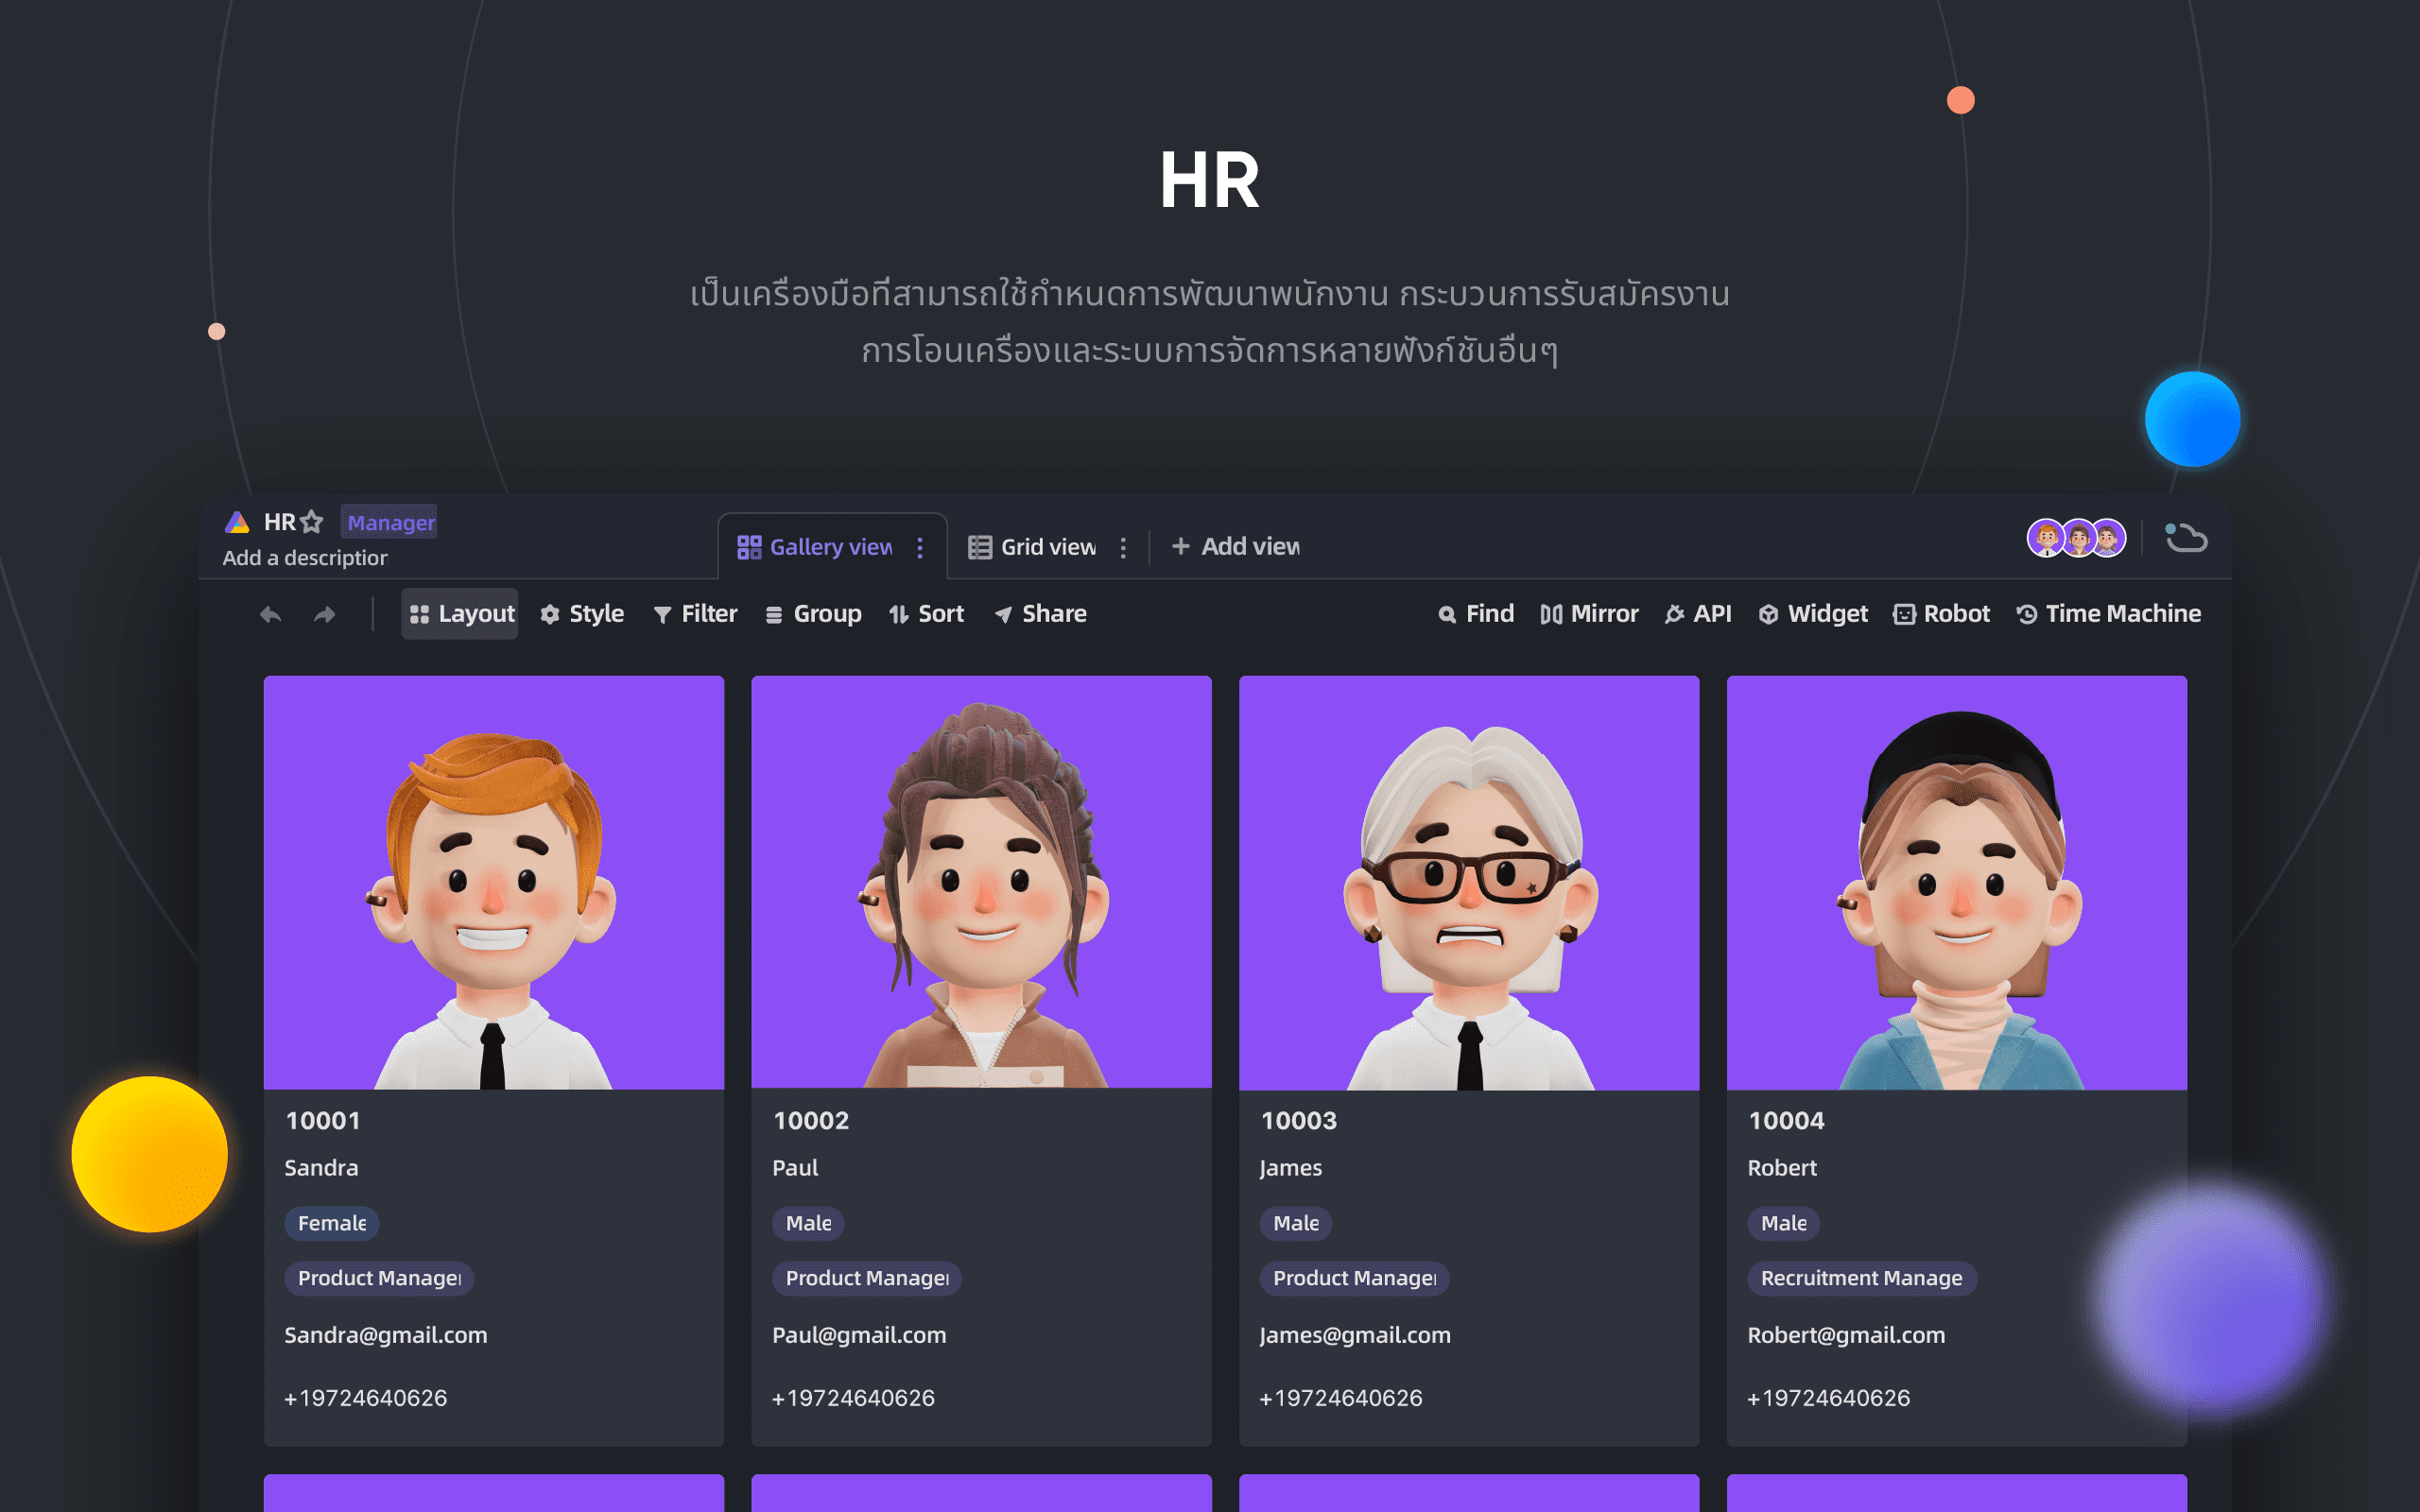 HR
เป็นเครื่องมือที่สามารถใช้กำหนดการพัฒนาพนักงาน กระบวนการรับสมัครงาน
การโอนเครื่องและระบบการจัดการหลายฟังก์ชันอื่นๆ
HR Manager
Add a description
Gallery view Grid view Add view
Layout Style Filter Group Sort Share Find Mirror API Widget Robot Time Machine
10001 10002 10003 10004
Sandra Paul James Robert
Female Male Male Male
Product Manager Product Manager Product Manager Recruitment Manage
Sandra@gmail.com Paul@gmail.com James@gmail.com Robert@gmail.com
+19724640626 +19724640626 +19724640626 +19724640626